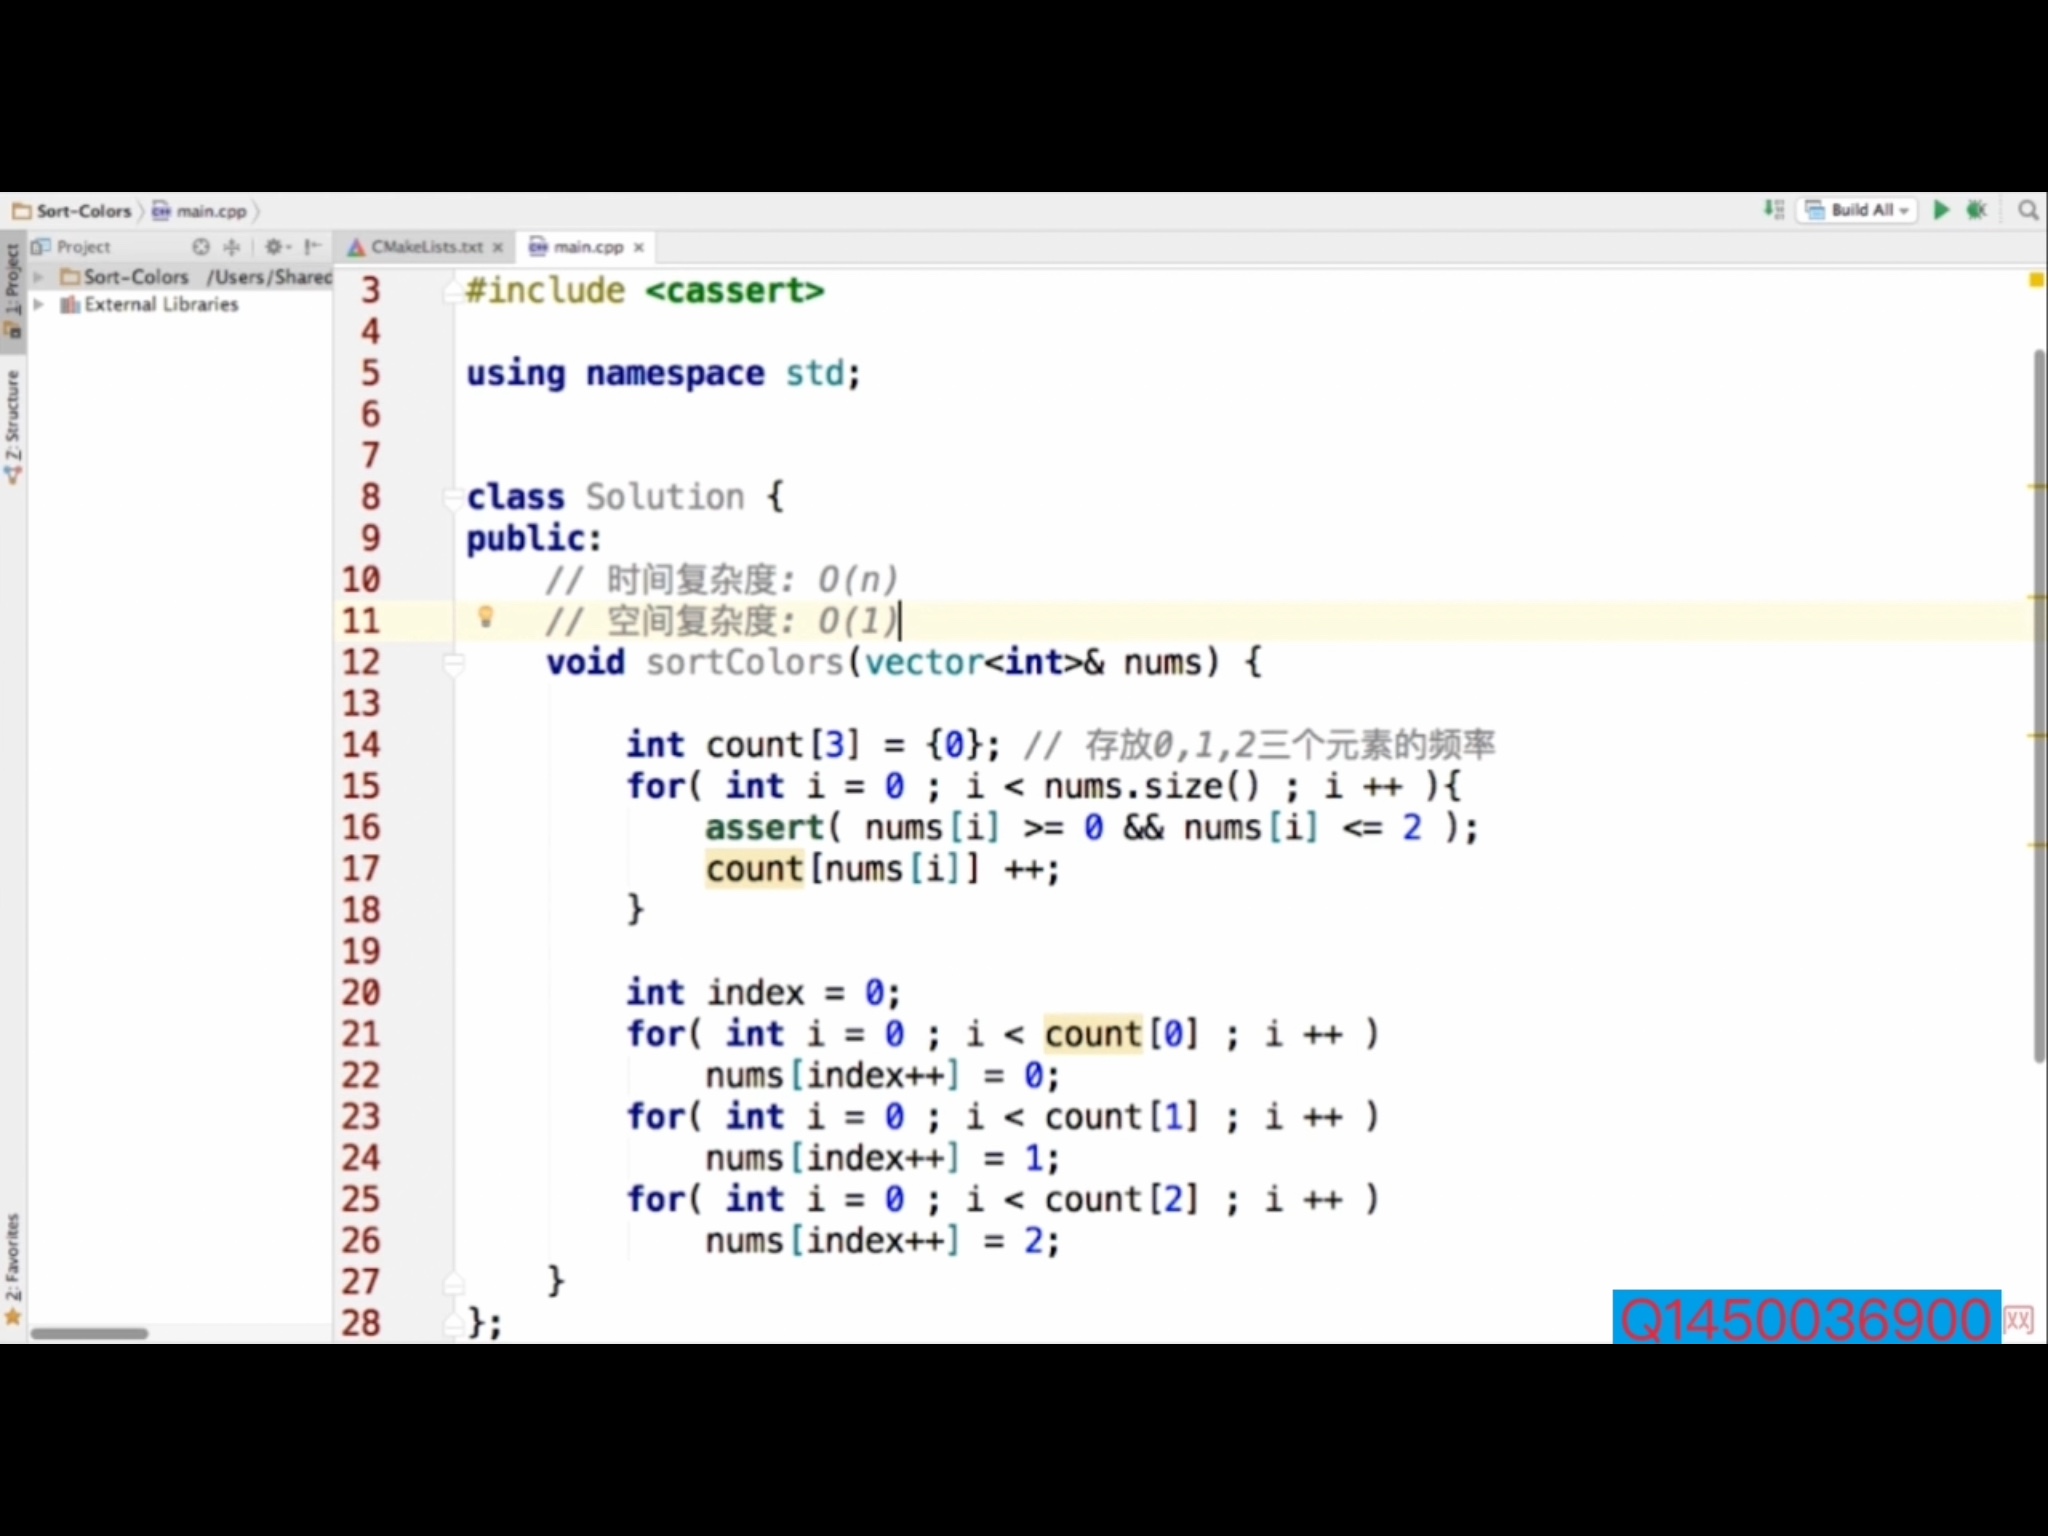 Sort-Colors main.cpp Build All
1: Project
Project
CMakeLists.txt
main.cpp
Sort-Colors /Users/Shared
External Libraries
Z: Structure
2: Favorites
3 #include <cassert>
4
5 using namespace std;
6
7
8 class Solution {
9 public:
10 // 时间复杂度: O(n)
11 // 空间复杂度: O(1)
12 void sortColors(vector<int>& nums) {
13
14 int count[3] = {0}; // 存放0,1,2三个元素的频率
15 for( int i = 0 ; i < nums.size() ; i ++ ){
16 assert( nums[i] >= 0 && nums[i] <= 2 );
17 count[nums[i]] ++;
18 }
19
20 int index = 0;
21 for( int i = 0 ; i < count[0] ; i ++ )
22 nums[index++] = 0;
23 for( int i = 0 ; i < count[1] ; i ++ )
24 nums[index++] = 1;
25 for( int i = 0 ; i < count[2] ; i ++ )
26 nums[index++] = 2;
27 }
28 };
Q1450036900 网